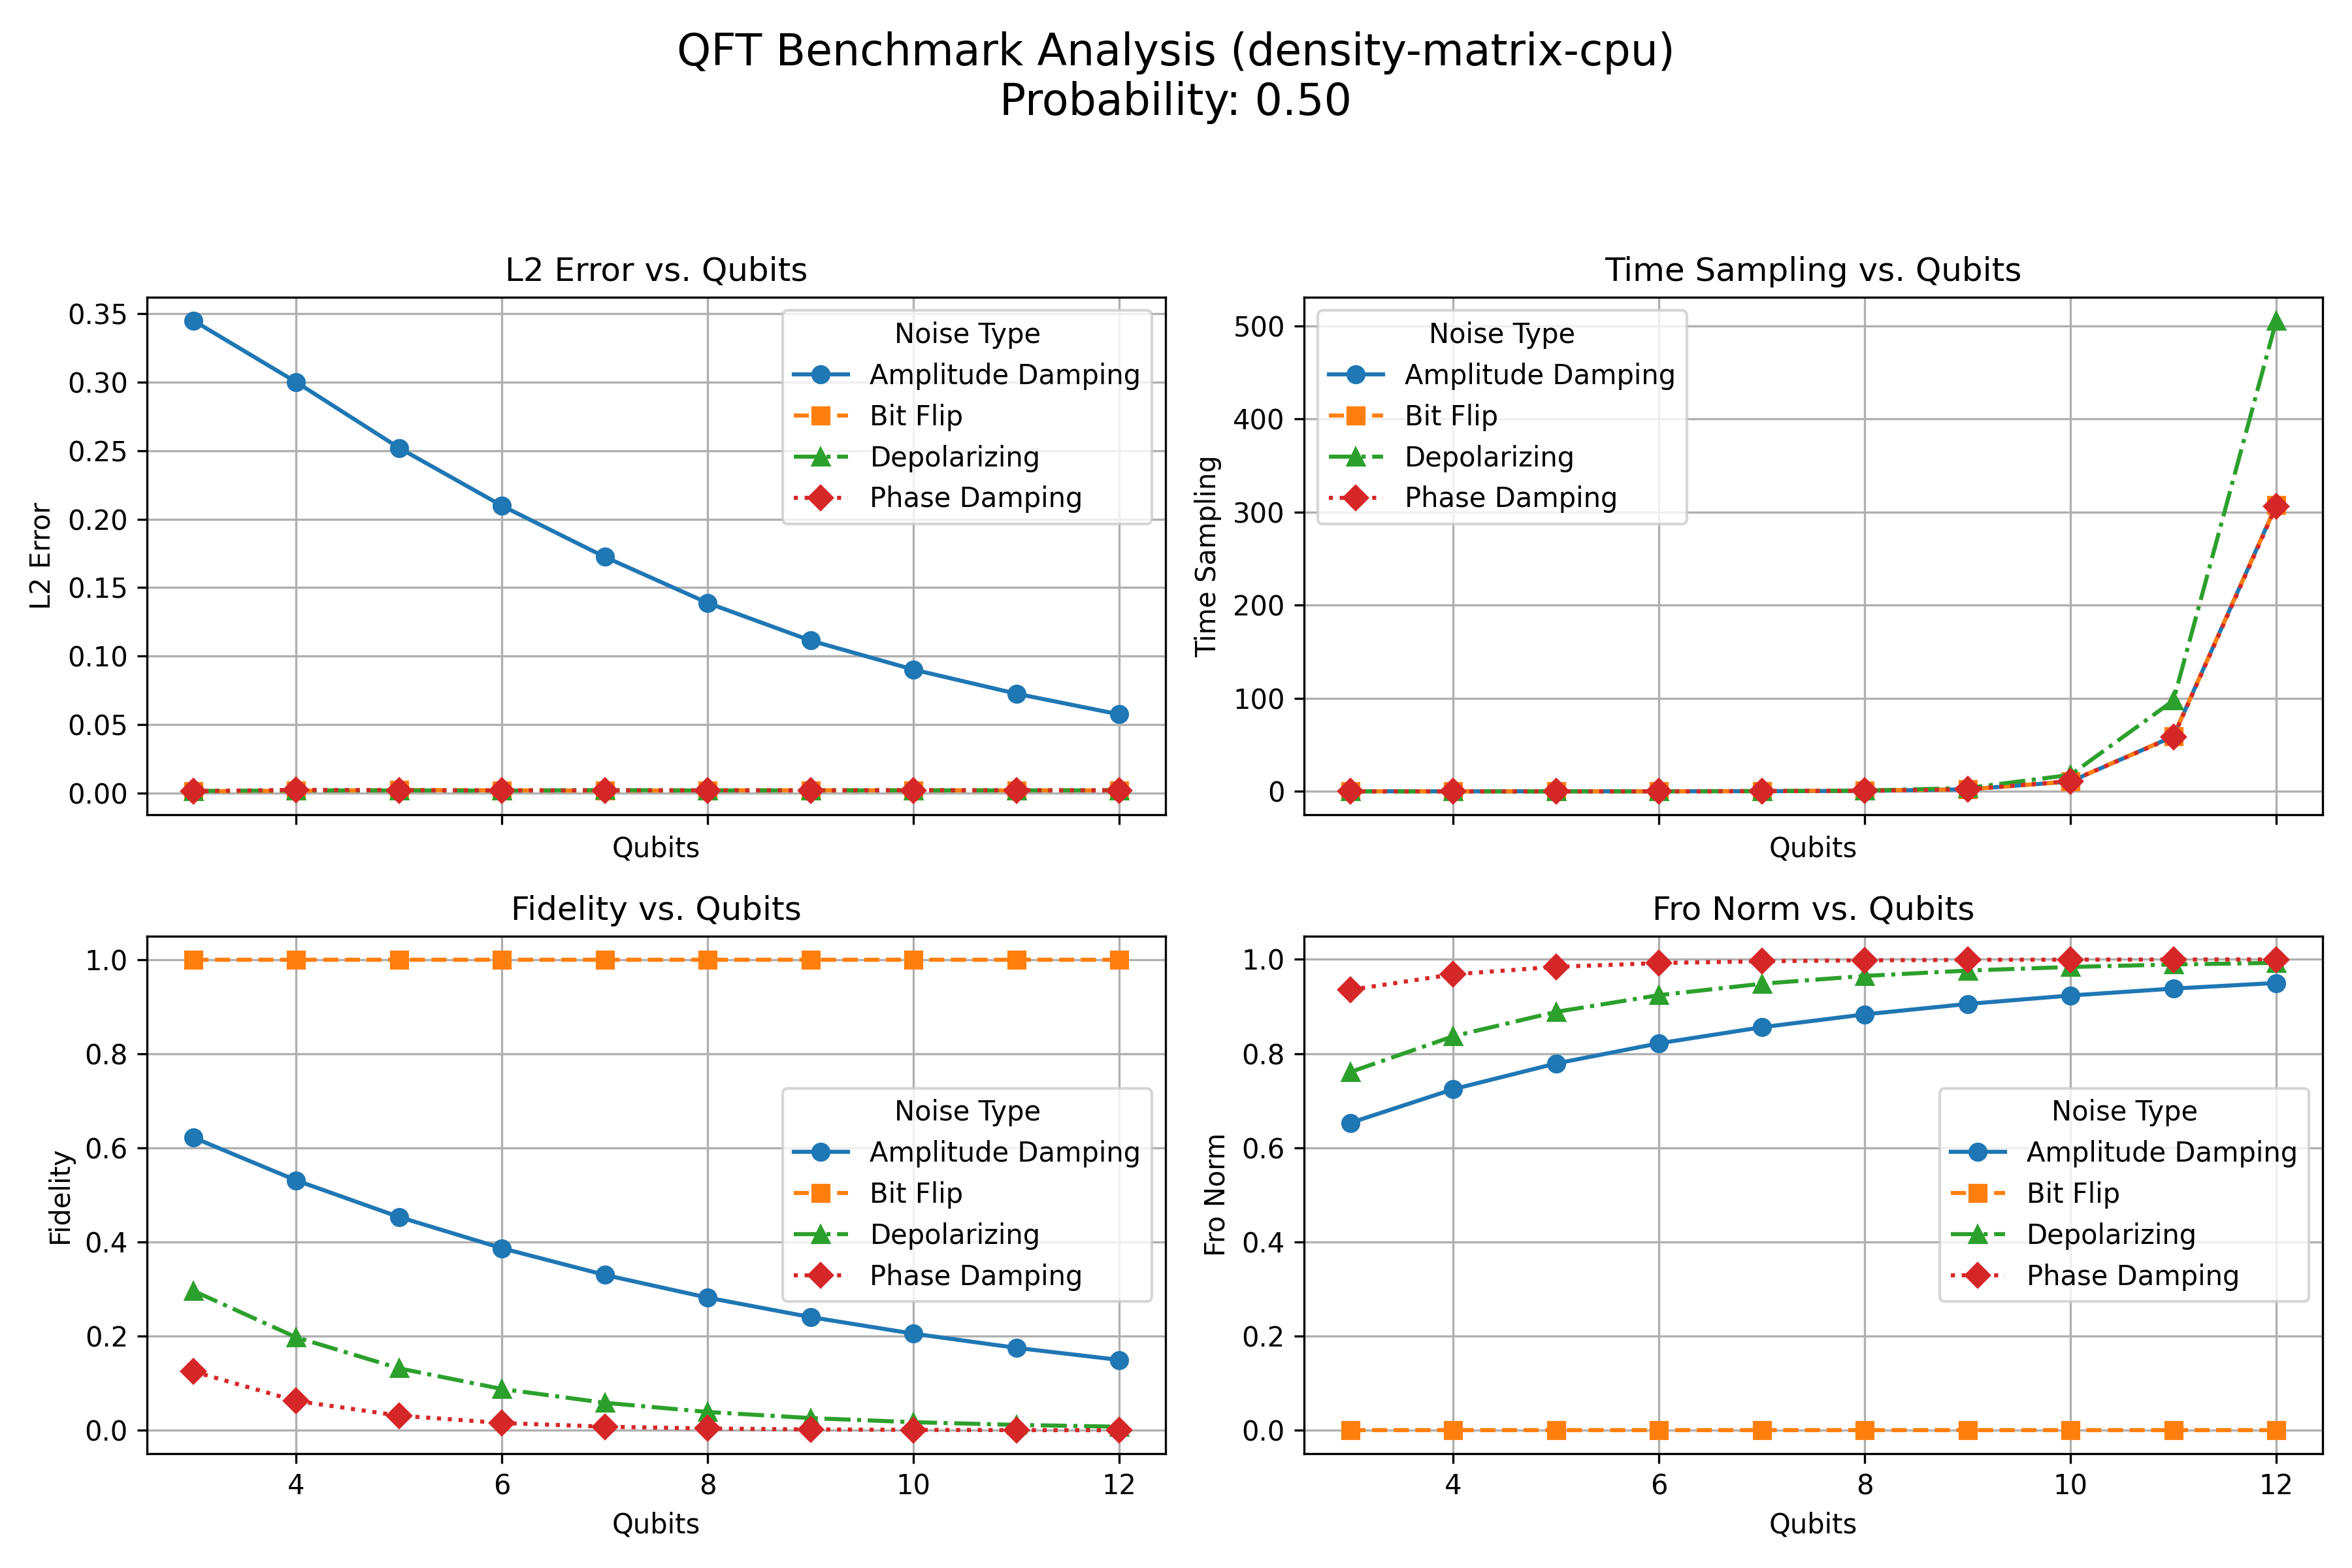 QFT Benchmark Analysis (density-matrix-cpu)
Probability: 0.50
L2 Error vs. Qubits
0.35
0.30
0.25
0.20
0.15
0.10
0.05
0.00
L2 Error
Qubits
Noise Type
Amplitude Damping
Bit Flip
Depolarizing
Phase Damping
Time Sampling vs. Qubits
500
400
300
200
100
0
Time Sampling
Qubits
Noise Type
Amplitude Damping
Bit Flip
Depolarizing
Phase Damping
Fidelity vs. Qubits
1.0
0.8
0.6
0.4
0.2
0.0
Fidelity
4 6 8 10 12
Qubits
Noise Type
Amplitude Damping
Bit Flip
Depolarizing
Phase Damping
Fro Norm vs. Qubits
1.0
0.8
0.6
0.4
0.2
0.0
Fro Norm
4 6 8 10 12
Qubits
Noise Type
Amplitude Damping
Bit Flip
Depolarizing
Phase Damping